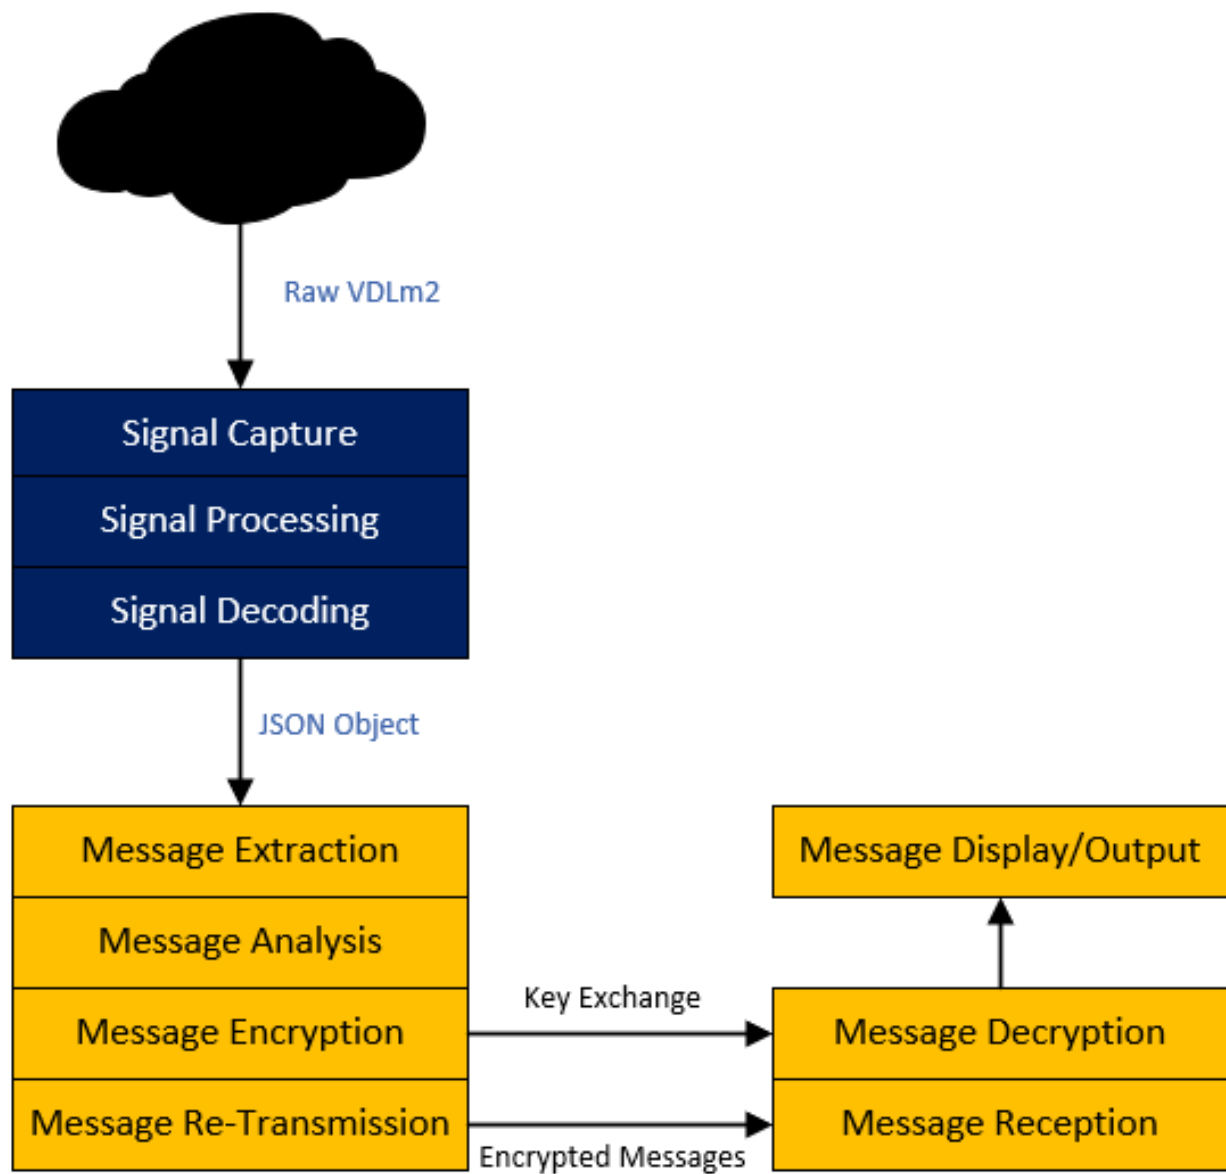 Raw VDLm2
Signal Capture
Signal Processing
Signal Decoding
JSON Object
Message Extraction
Message Display/Output
Message Analysis
Key Exchange
Message Encryption
Message Decryption
Message Re-Transmission
Message Reception
Encrypted Messages